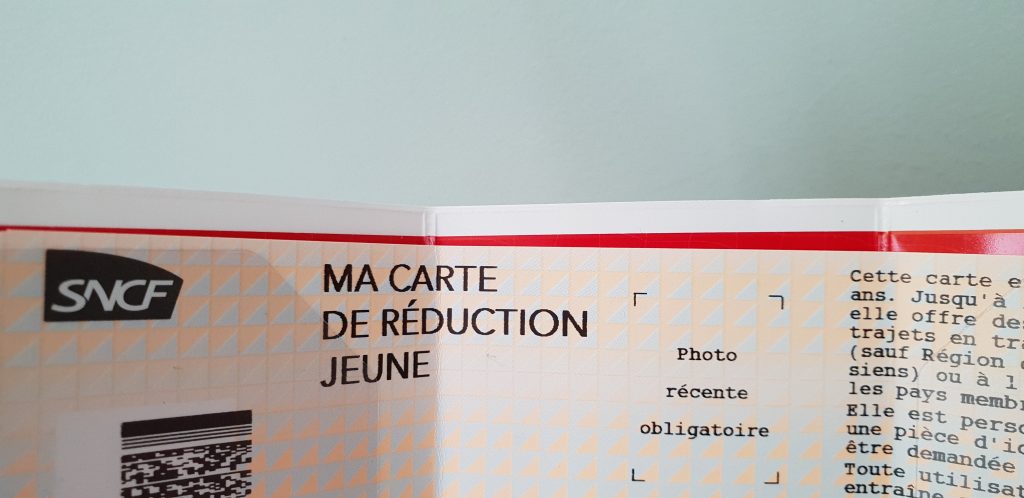 SNCF
MA CARTE
DE RÉDUCTION
JEUNE
Photo
récente
obligatoire
Cette carte
ans. Jusqu'à
elle offre
trajets en
(sauf Région
siens) ou à
les pays
Elle est
une pièce
être demandée
Toute